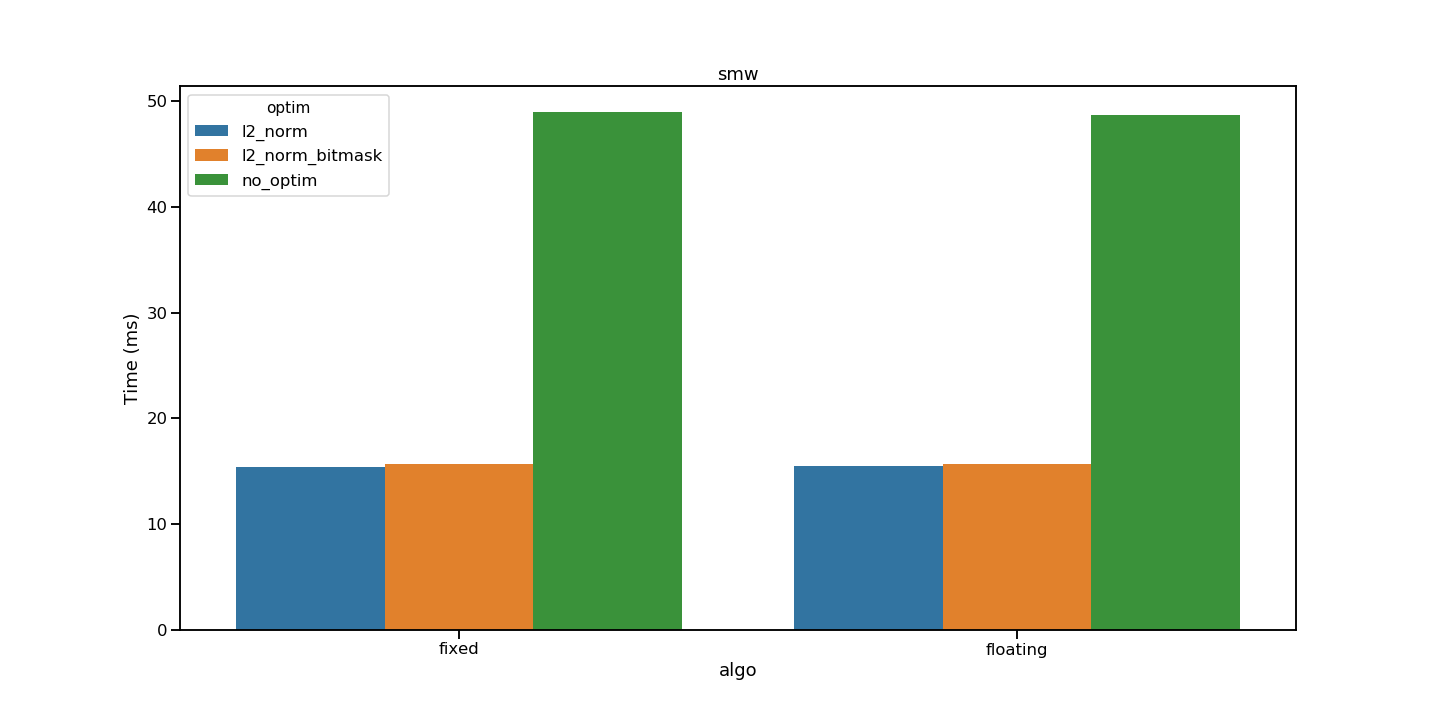 smw
optim
l2_norm
l2_norm_bitmask
no_optim
50
40
30
20
10
0
Time (ms)
fixed
floating
algo